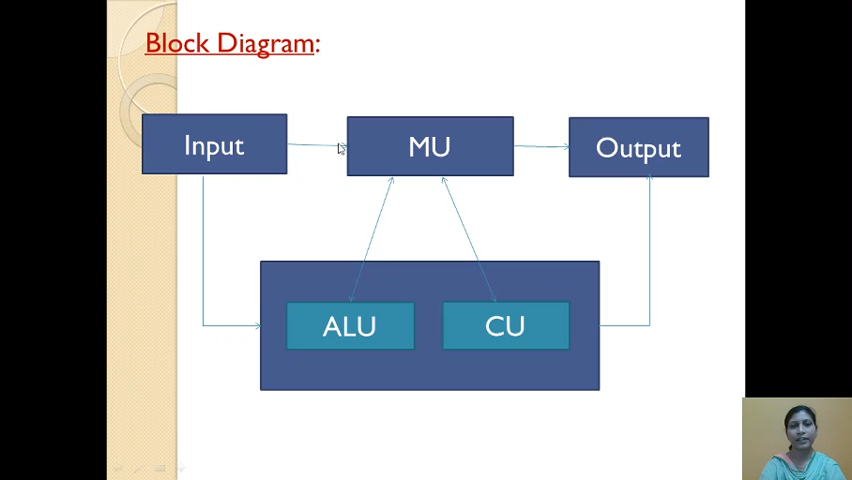 Block Diagram:
Input
MU
Output
ALU
CU